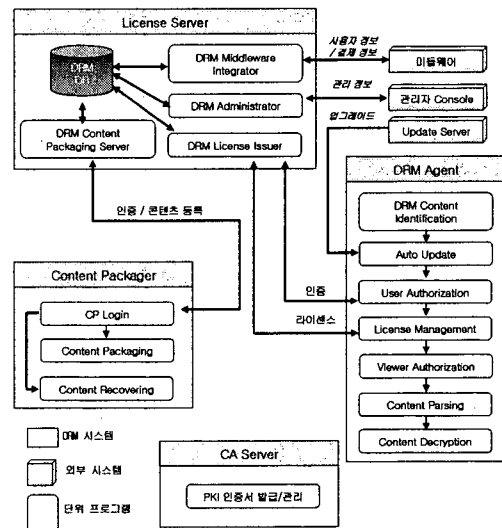 License Server
DRM
DRM Middleware
Integrator
DRM Administrator
DRM License Issuer
DRM Content
Packaging Server
사용자 정보
/ 결제 정보
미들웨어
관리 정보
관리자 Console
업그레이드
Update Server
DRM Agent
DRM Content
Identification
Auto Update
User Authorization
License Management
Viewer Authorization
Content Parsing
Content Decryption
인증 / 콘텐츠 등록
인증
라이센스
Content Packager
CP Login
Content Packaging
Content Recovering
DRM 시스템
외부 시스템
단위 프로그램
CA Server
PKI 인증서 발급/관리